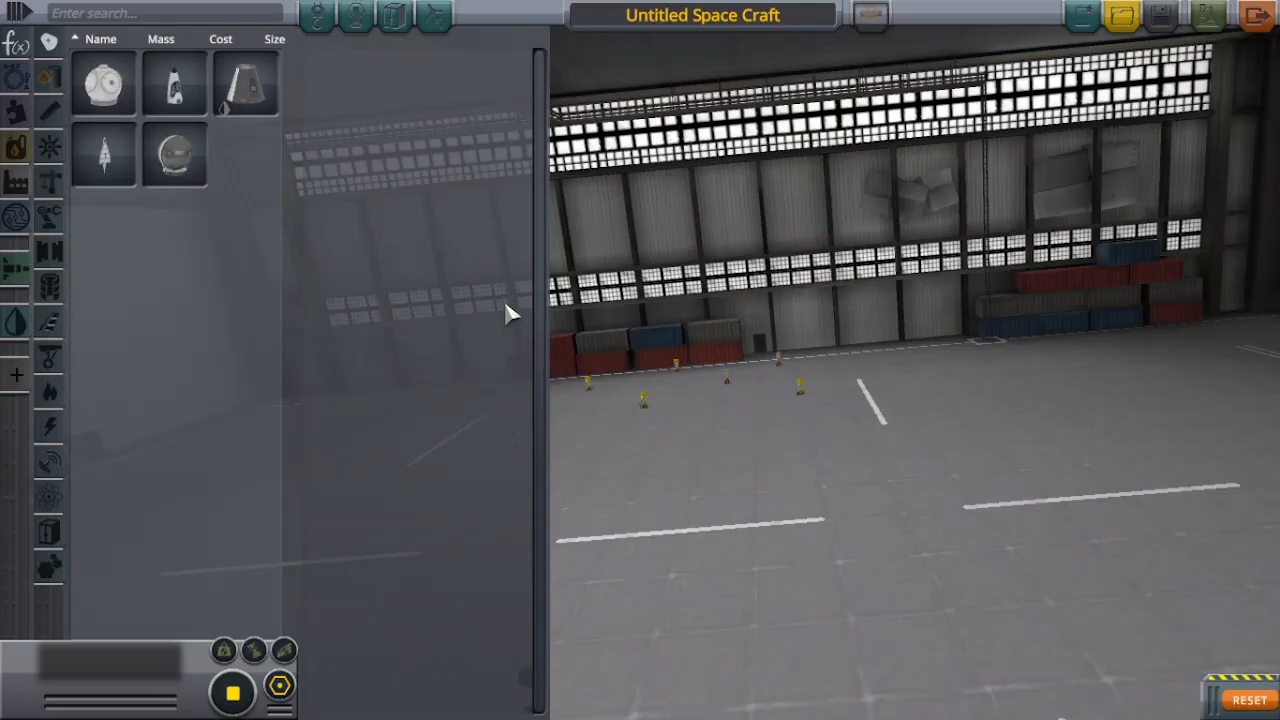 Enter search...
Untitled Space Craft
f(x)
Name Mass Cost Size
RESET